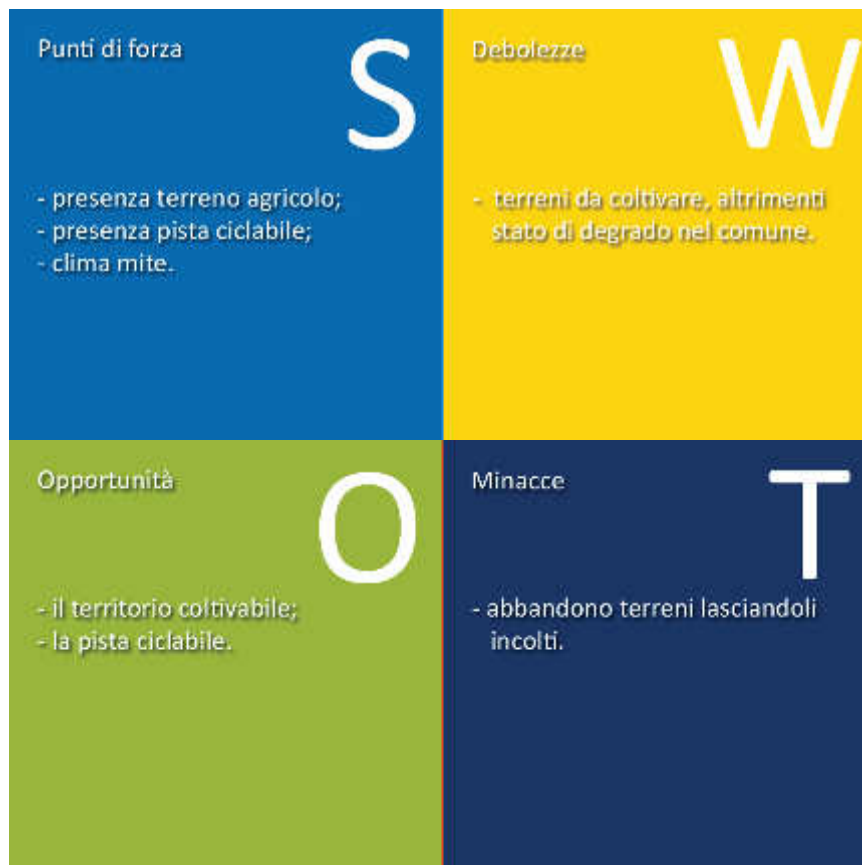 Punti di forza
S
- presenza terreno agricolo;
- presenza pista ciclabile;
- clima mite.
Debolezze
W
- terreni da coltivare, altrimenti
stato di degrado nel comune.
Opportunità
O
- il territorio coltivabile;
- la pista ciclabile.
Minacce
T
- abbandono terreni lasciandoli
incolti.